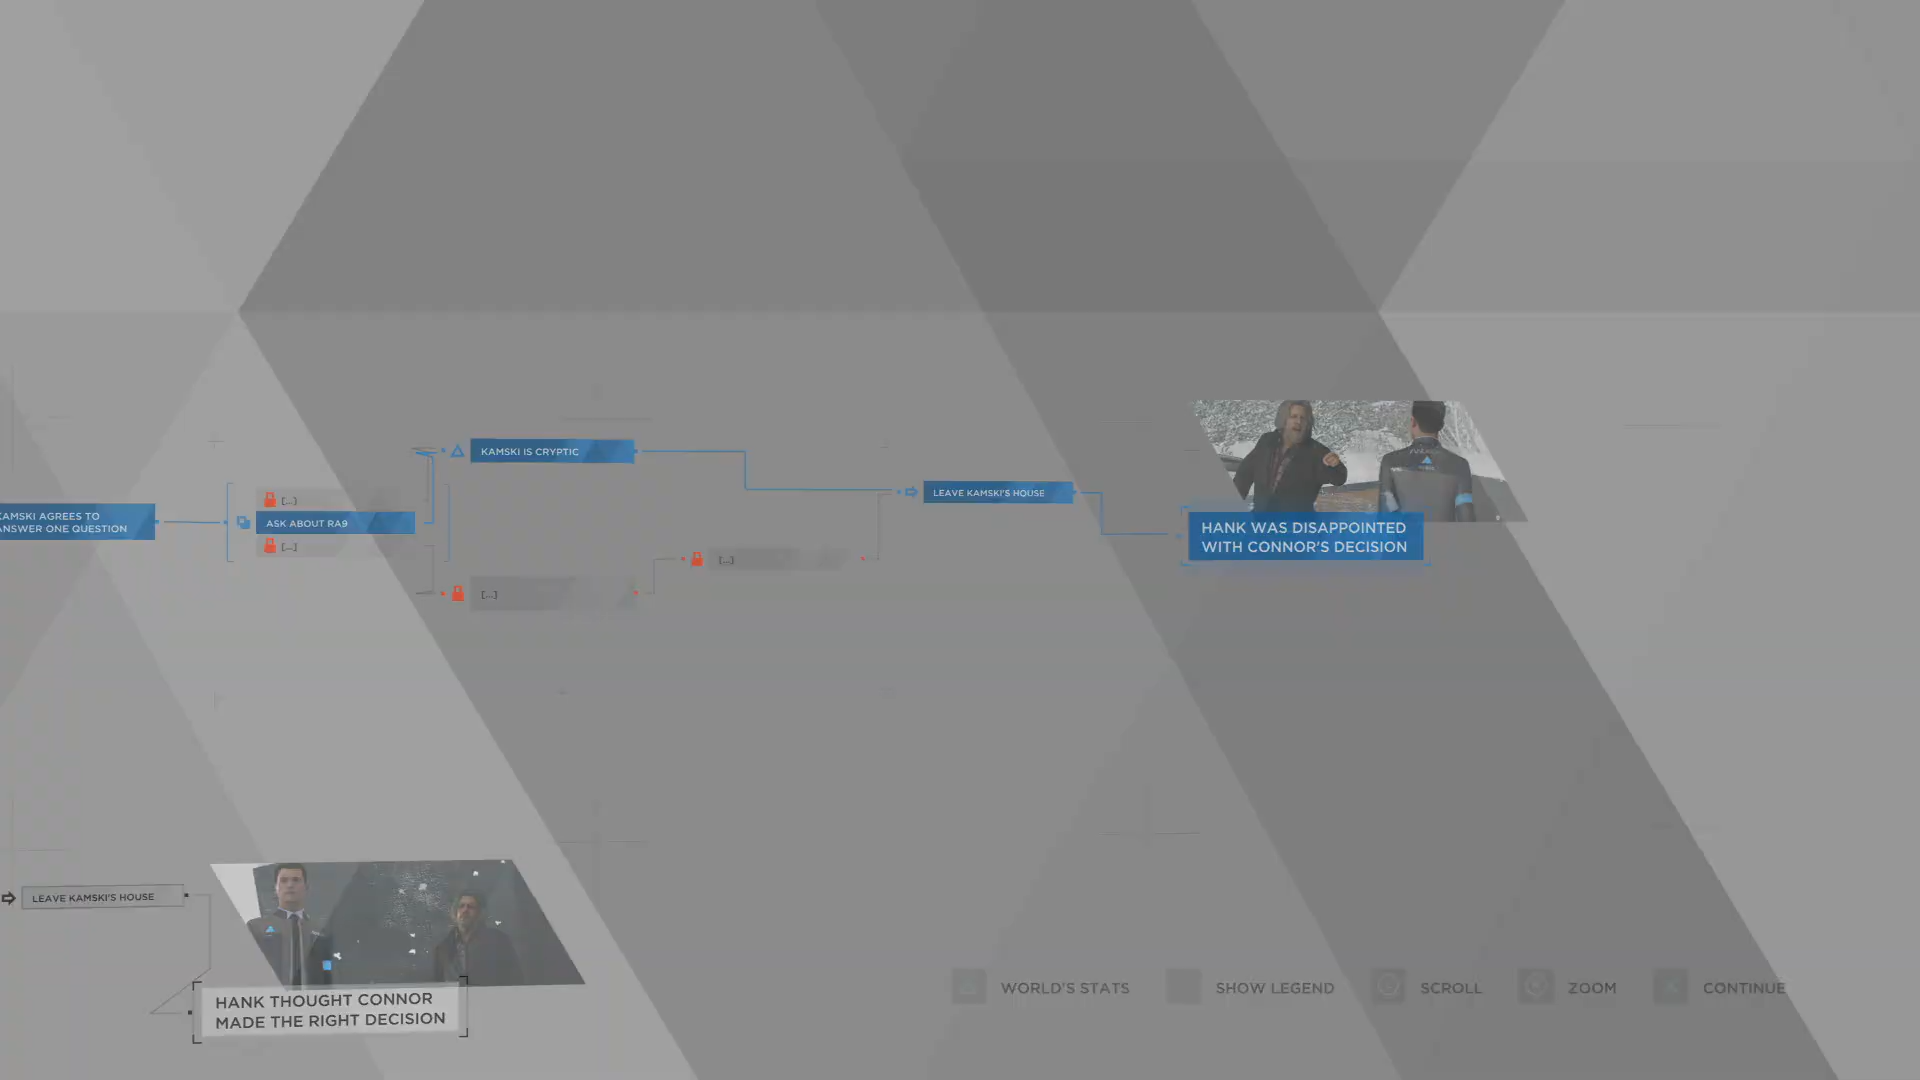 KAMSKI IS CRYPTIC
KAMSKI AGREES TO
ANSWER ONE QUESTION
[...]
ASK ABOUT RA9
[...]
[...]
[...]
LEAVE KAMSKI'S HOUSE
HANK WAS DISAPPOINTED
WITH CONNOR'S DECISION
LEAVE KAMSKI'S HOUSE
HANK THOUGHT CONNOR
MADE THE RIGHT DECISION
WORLD'S STATS
SHOW LEGEND
SCROLL
ZOOM
CONTINUE